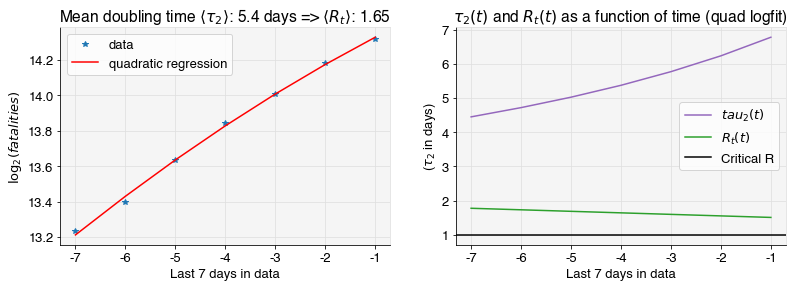 Mean doubling time ⟨τ₂⟩: 5.4 days => ⟨Rₜ⟩: 1.65
data
quadratic regression
log₂(fatalities)
14.2
14.0
13.8
13.6
13.4
13.2
-7 -6 -5 -4 -3 -2 -1
Last 7 days in data
τ₂(t) and Rₜ(t) as a function of time (quad logfit)
tau₂(t)
Rₜ(t)
Critical R
(τ₂ in days)
7
6
5
4
3
2
1
-7 -6 -5 -4 -3 -2 -1
Last 7 days in data